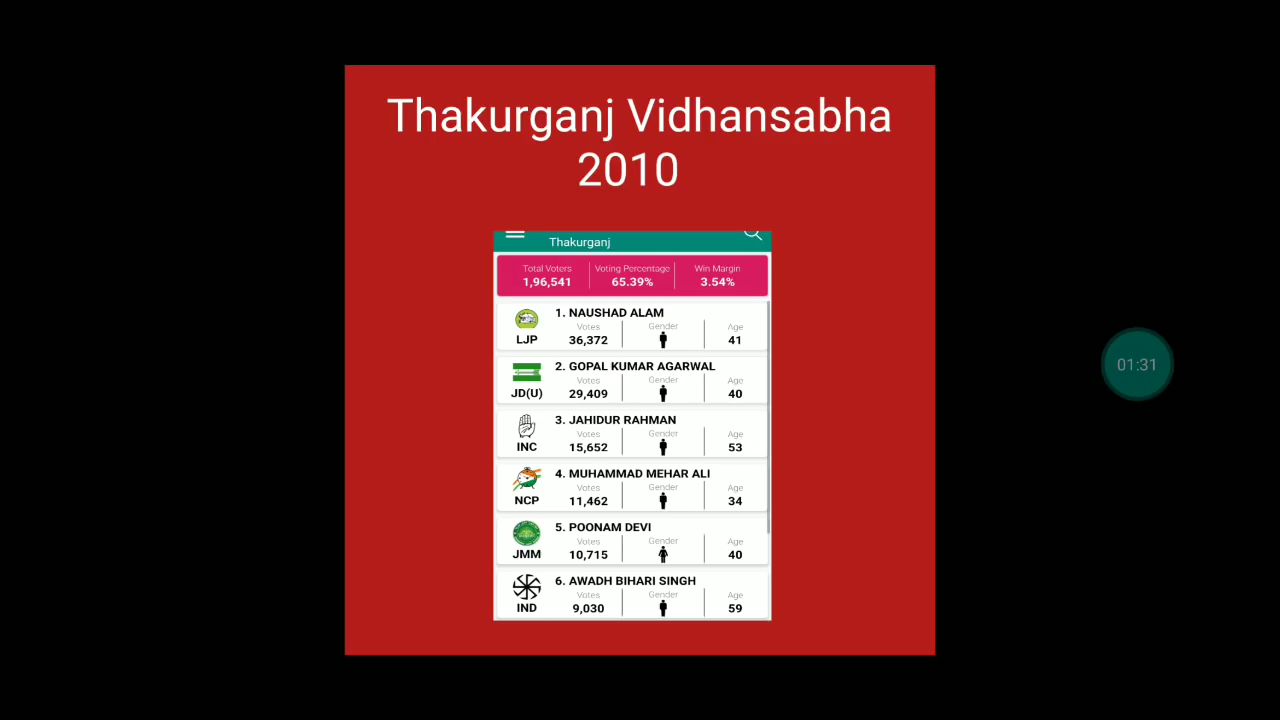 Thakurganj Vidhansabha
2010
Thakurganj
Total Voters Voting Percentage Win Margin
1,96,541 65.39% 3.54%
1. NAUSHAD ALAM
Votes Gender Age
LJP 36,372 41
2. GOPAL KUMAR AGARWAL
Votes Gender Age
JD(U) 29,409 40
3. JAHIDUR RAHMAN
Votes Gender Age
INC 15,652 53
4. MUHAMMAD MEHAR ALI
Votes Gender Age
NCP 11,462 34
5. POONAM DEVI
Votes Gender Age
JMM 10,715 40
6. AWADH BIHARI SINGH
Votes Gender Age
IND 9,030 59
01:31